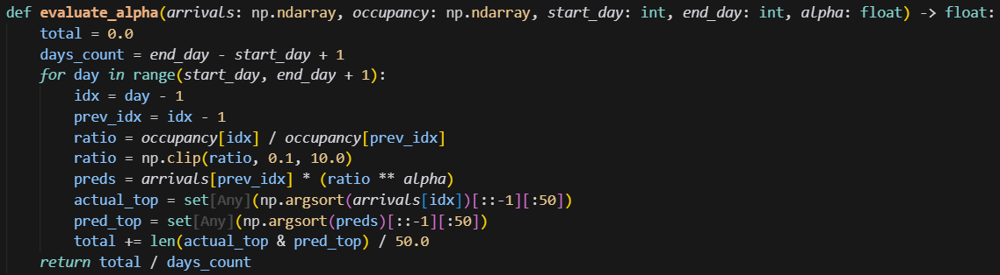 def evaluate_alpha(arrivals: np.ndarray, occupancy: np.ndarray, start_day: int, end_day: int, alpha: float) -> float:
    total = 0.0
    days_count = end_day - start_day + 1
    for day in range(start_day, end_day + 1):
        idx = day - 1
        prev_idx = idx - 1
        ratio = occupancy[idx] / occupancy[prev_idx]
        ratio = np.clip(ratio, 0.1, 10.0)
        preds = arrivals[prev_idx] * (ratio ** alpha)
        actual_top = set[Any](np.argsort(arrivals[idx])[::-1][:50])
        pred_top = set[Any](np.argsort(preds)[::-1][:50])
        total += len(actual_top & pred_top) / 50.0
    return total / days_count